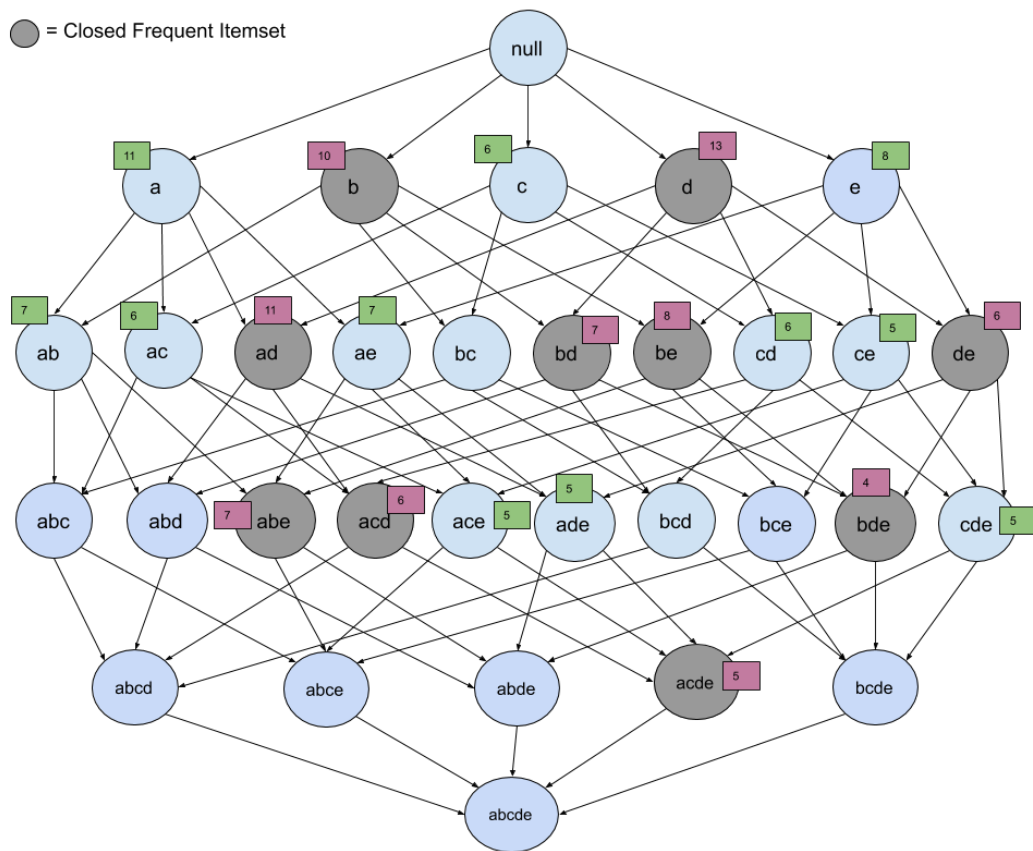 = Closed Frequent Itemset
null
11
10
6
13
8
a
b
c
d
e
7
6
11
7
7
8
6
5
6
ab
ac
ad
ae
bc
bd
be
cd
ce
de
7
6
5
5
4
5
abc
abd
abe
acd
ace
ade
bcd
bce
bde
cde
abcd
abce
abde
acde
5
bcde
abcde